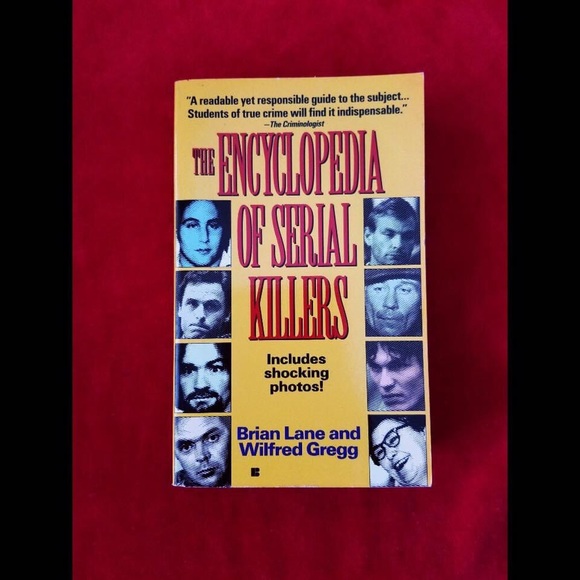 "A readable yet responsible guide to the subject...
Students of true crime will find it indispensable."
—The Criminologist
THE ENCYCLOPEDIA
OF SERIAL
KILLERS
Includes
shocking
photos!
Brian Lane and
Wilfred Gregg